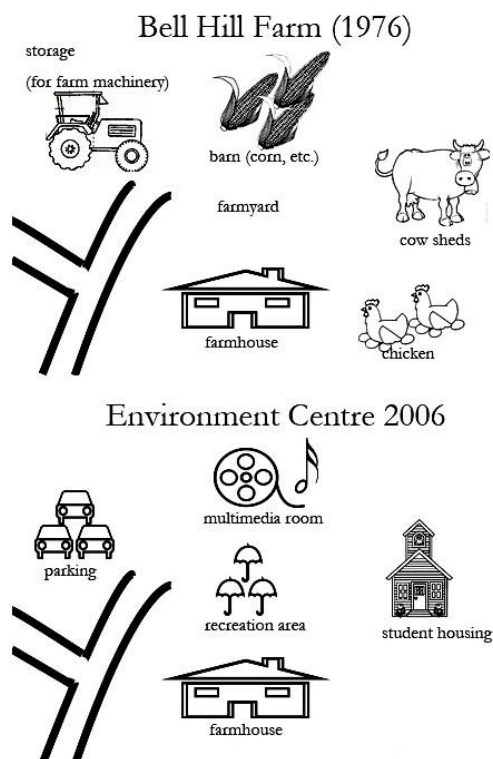 Bell Hill Farm (1976)
storage
(for farm machinery)
barn (corn, etc.)
farmyard
cow sheds
farmhouse
chicken
Environment Centre 2006
multimedia room
parking
recreation area
student housing
farmhouse